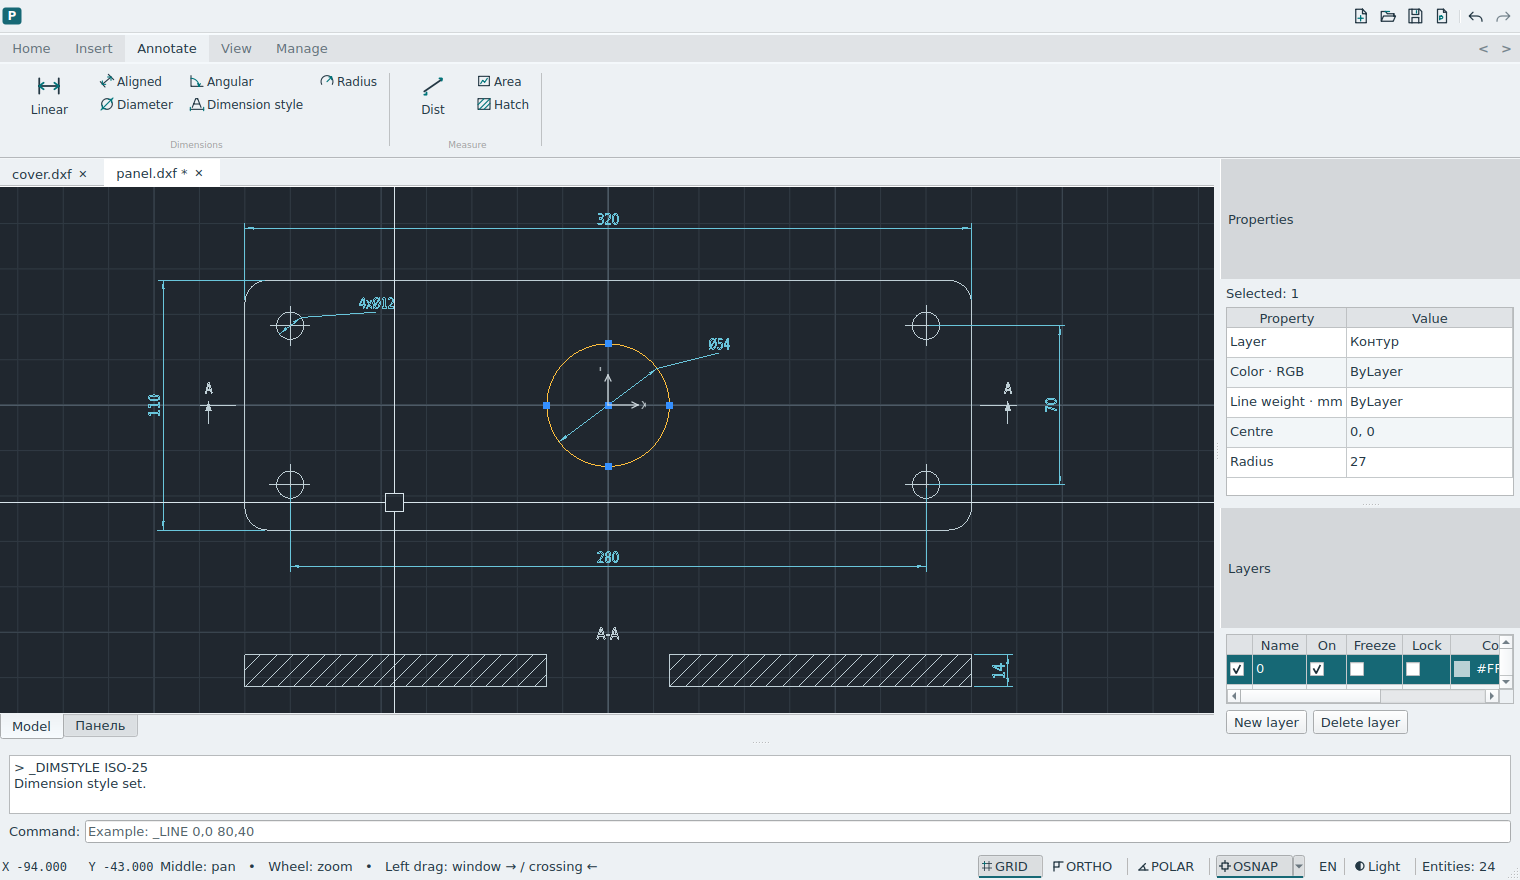 P
Home Insert Annotate View Manage < >
Linear
Aligned Angular Radius
Diameter Dimension style
Dimensions
Dist
Area
Hatch
Measure
cover.dxf × panel.dxf * ×
320
4xØ12
Ø54
110
A
A
70
X
280
A-A
14
Model Панель
Properties
Selected: 1
Property Value
Layer Контур
Color · RGB ByLayer
Line weight · mm ByLayer
Centre 0, 0
Radius 27
Layers
Name On Freeze Lock Co
0 #FF
New layer Delete layer
> _DIMSTYLE ISO-25
Dimension style set.
Command: Example: _LINE 0,0 80,40
X -94.000 Y -43.000 Middle: pan • Wheel: zoom • Left drag: window → / crossing ← GRID ORTHO POLAR OSNAP EN Light Entities: 24